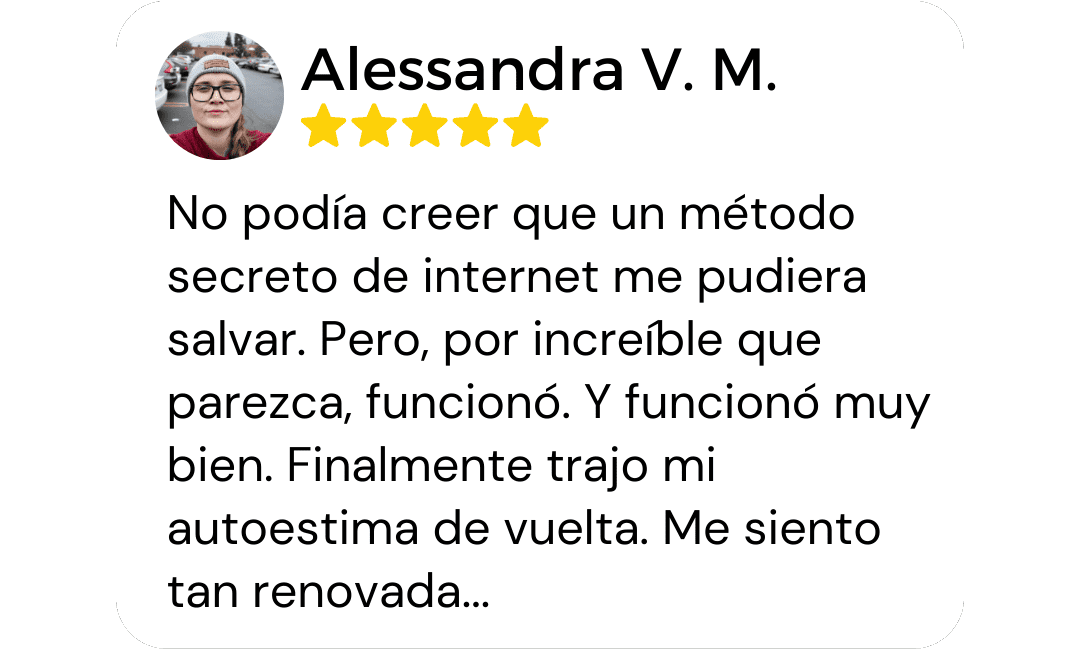 Alessandra V. M.
No podía creer que un método
secreto de internet me pudiera
salvar. Pero, por increíble que
parezca, funcionó. Y funcionó muy
bien. Finalmente trajo mi
autoestima de vuelta. Me siento
tan renovada...